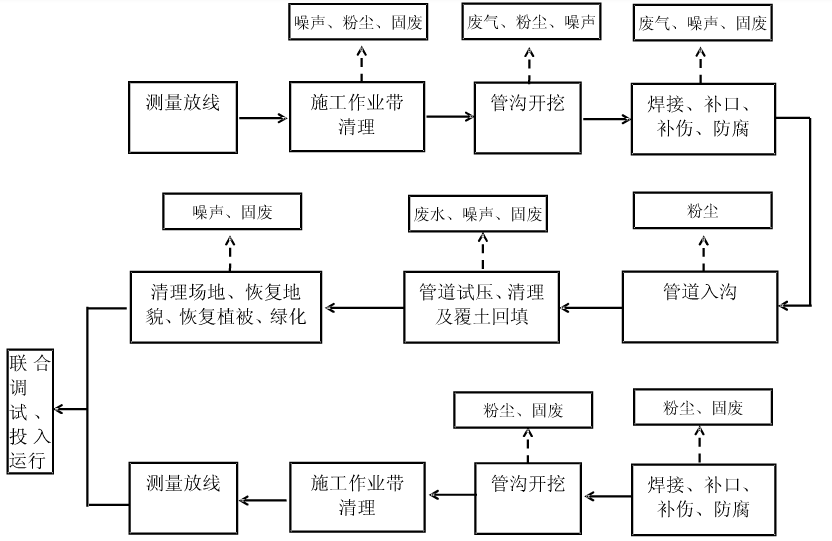 噪声、粉尘、固废
废气、粉尘、噪声
废气、噪声、固废
测量放线
施工作业带
清理
管沟开挖
焊接、补口、
补伤、防腐
噪声、固废
废水、噪声、固废
粉尘
清理场地、恢复地
貌、恢复植被、绿化
管道试压、清理
及覆土回填
管道入沟
联合
调
试、
投入
运行
粉尘、固废
粉尘、固废
测量放线
施工作业带
清理
管沟开挖
焊接、补口、
补伤、防腐